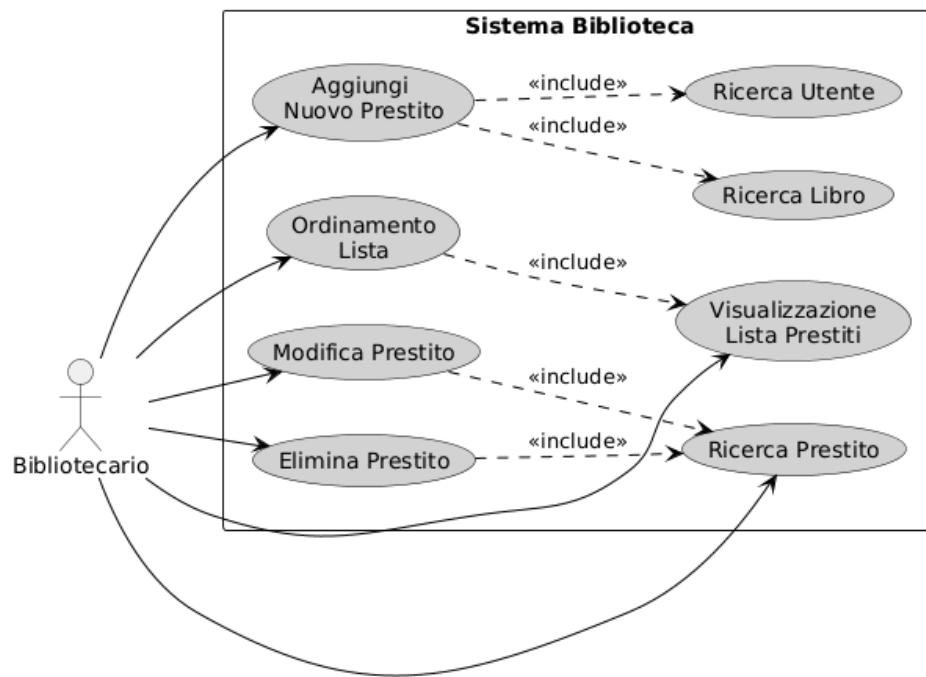 Sistema Biblioteca
Aggiungi
Nuovo Prestito
«include»
Ricerca Utente
«include»
Ricerca Libro
Ordinamento
Lista
«include»
Visualizzazione
Lista Prestiti
Modifica Prestito
«include»
Elimina Prestito
«include»
Ricerca Prestito
Bibliotecario